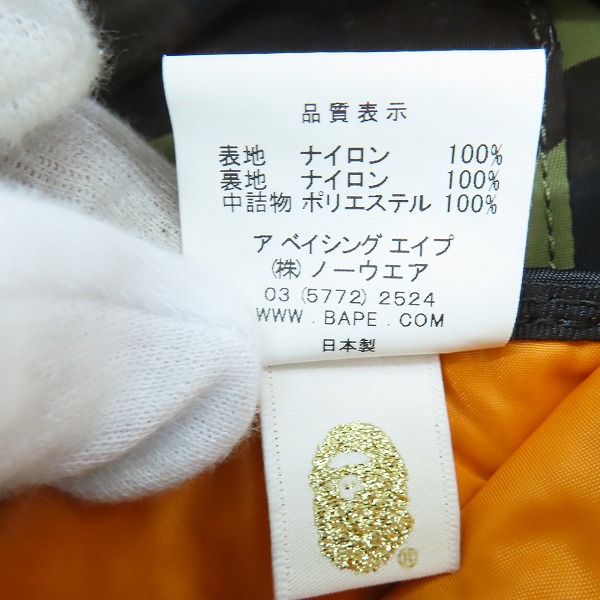 品質表示
表地 ナイロン 100%
裏地 ナイロン 100%
中詰物 ポリエステル 100%
ア ベイシング エイプ
(株) ノーウエア
03 (5772) 2524
WWW . BAPE . COM
日本製